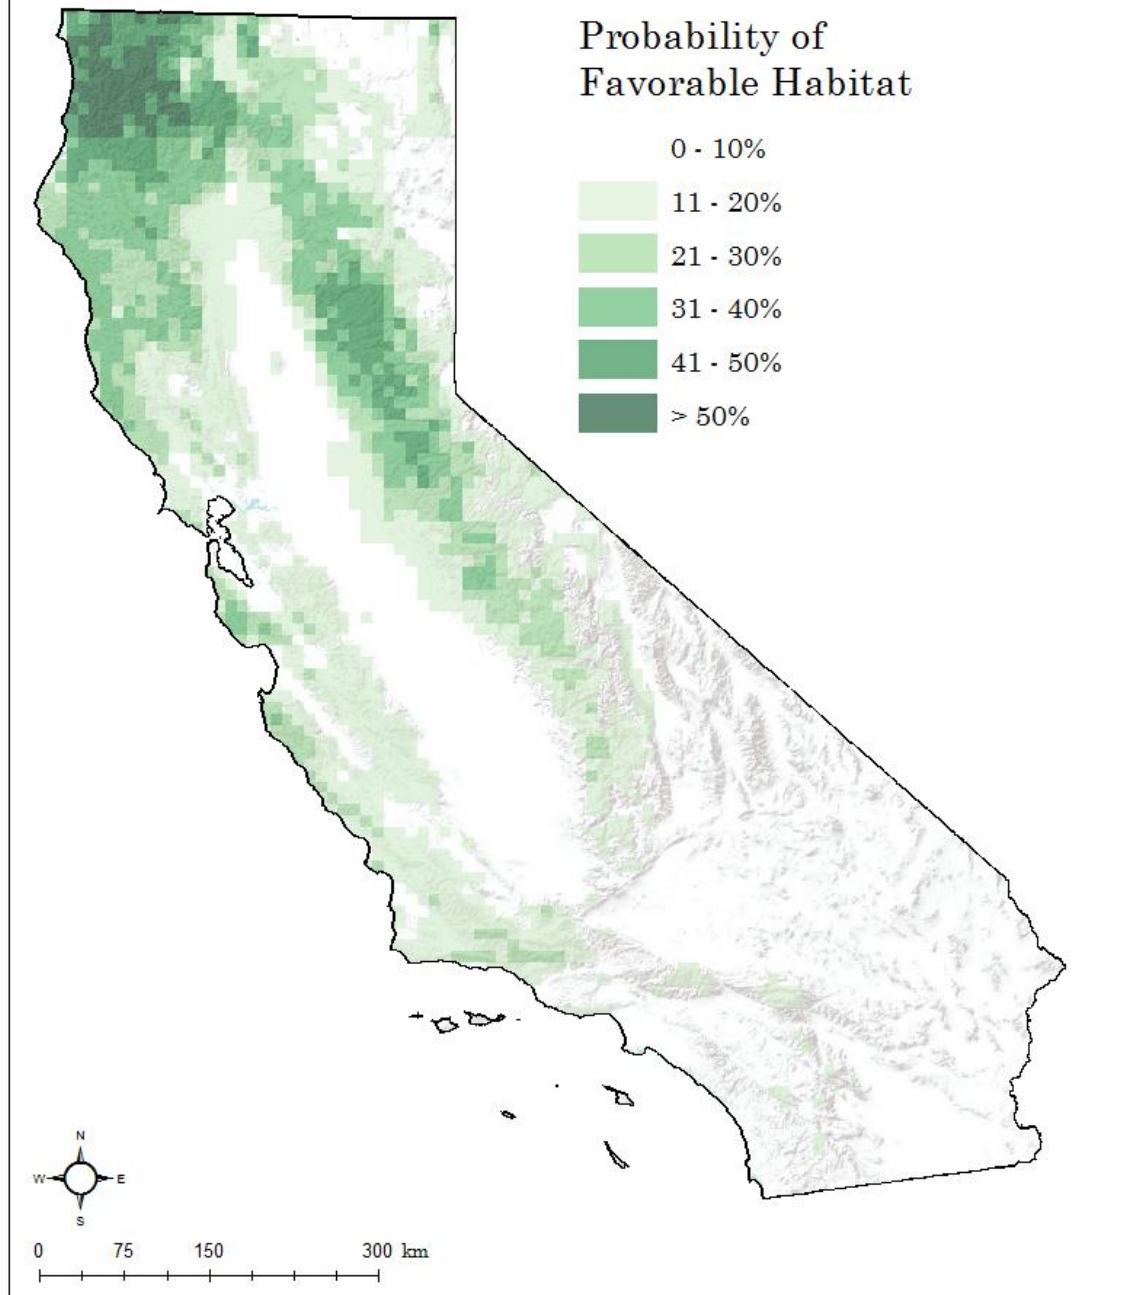 Probability of
Favorable Habitat
0 - 10%
11 - 20%
21 - 30%
31 - 40%
41 - 50%
> 50%
N
W E
S
0 75 150 300 km